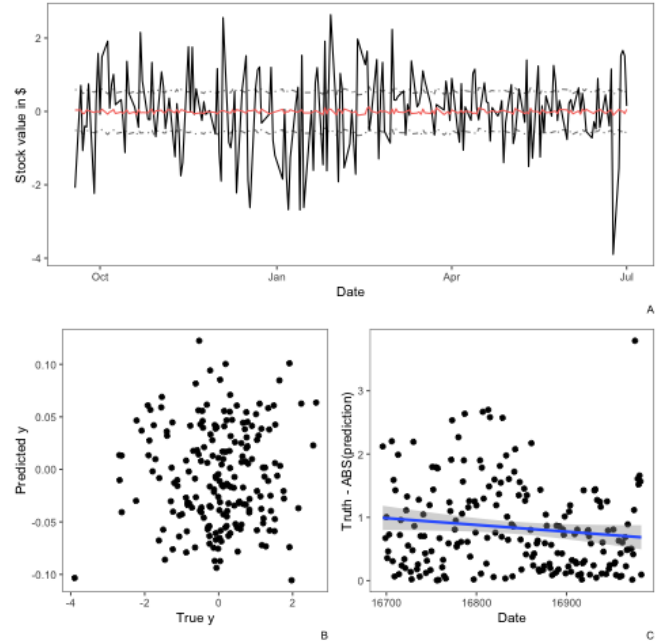 2
0
-2
-4
Stock value in $
Oct
Jan
Apr
Jul
Date
A
0.10
0.05
0.00
-0.05
-0.10
Predicted y
-4
-2
0
2
True y
B
3
2
1
0
Truth - ABS(prediction)
16700
16800
16900
Date
C